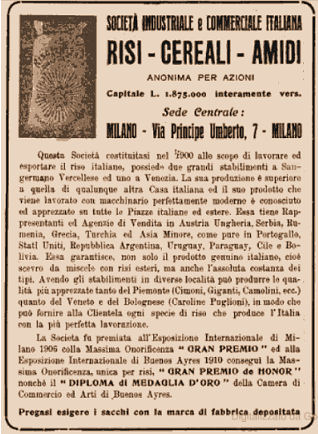 SOCIETÀ INDUSTRIALE e COMMERCIALE ITALIANA
RISI - CEREALI - AMIDI
ANONIMA PER AZIONI
Capitale L. 1.875.000 interamente vers.
Sede Centrale:
MILANO - Via Principe Umberto, 7 - MILANO
Questa Società costituitasi nel 1900 allo scopo di lavorare ed
esportare il riso italiano, possiede due grandi stabilimenti a San-
germano Vercellese ed uno a Venezia. La sua produzione è superiore
a quella di qualunque altra Casa italiana ed il suo prodotto che
viene lavorato con macchinario perfettamente moderno è conosciuto
ed apprezzato su tutte le Piazze italiane ed estere. Essa tiene Rap-
presentanti ed Agenzie di Vendita in Austria Ungheria, Serbia, Ru-
menia, Grecia, Turchia d' Asia Minore, come pure in Portogallo,
Stati Uniti, Repubblica Argentina, Uruguay, Paraguay, Cile e Bo-
livia. Essa garantisce, non solo il prodotto genuino italiano, cioè
scevro da miscele con risi esteri, ma anche l'assoluta costanza dei
tipi. Avendo gli stabilimenti in diverse località può produrre le qua-
lità più apprezzate tanto del Piemonte (Cimoni, Giganti, Camolini, ecc.)
quanto del Veneto e del Bolognese (Caroline Puglioni), in modo che
può fornire alla Clientela ogni specie di riso che produce l'Italia
con la più perfetta lavorazione.
La Società fu premiata all'Esposizione Internazionale di Mi-
lano 1906 colla Massima Onorificenza "GRAN PREMIO" ed alla
Esposizione Internazionale di Buenos Ayres 1910 conseguì la Mas-
sima Onorificenza, unica per risi, "GRAN PREMIO de HONOR"
nonchè il "DIPLOMA di MEDAGLIA D'ORO" della Camera di
Commercio ed Arti di Buenos Ayres.
Pregasi esigere i sacchi con la marca di fabbrica depositata